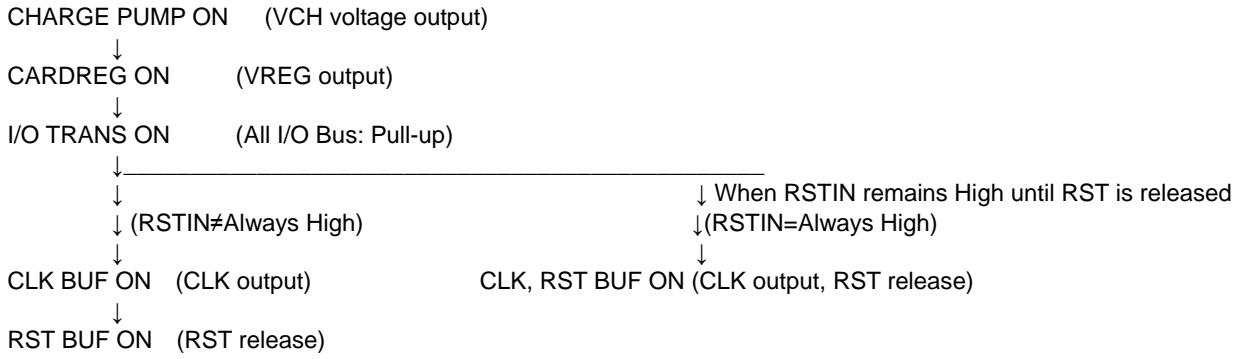 CHARGE PUMP ON (VCH voltage output)
↓
CARDREG ON (VREG output)
↓
I/O TRANS ON (All I/O Bus: Pull-up)
↓________________________________________________
↓ ↓ When RSTIN remains High until RST is released
↓ (RSTIN≠Always High) ↓(RSTIN=Always High)
↓ ↓
CLK BUF ON (CLK output) CLK, RST BUF ON (CLK output, RST release)
↓
RST BUF ON (RST release)